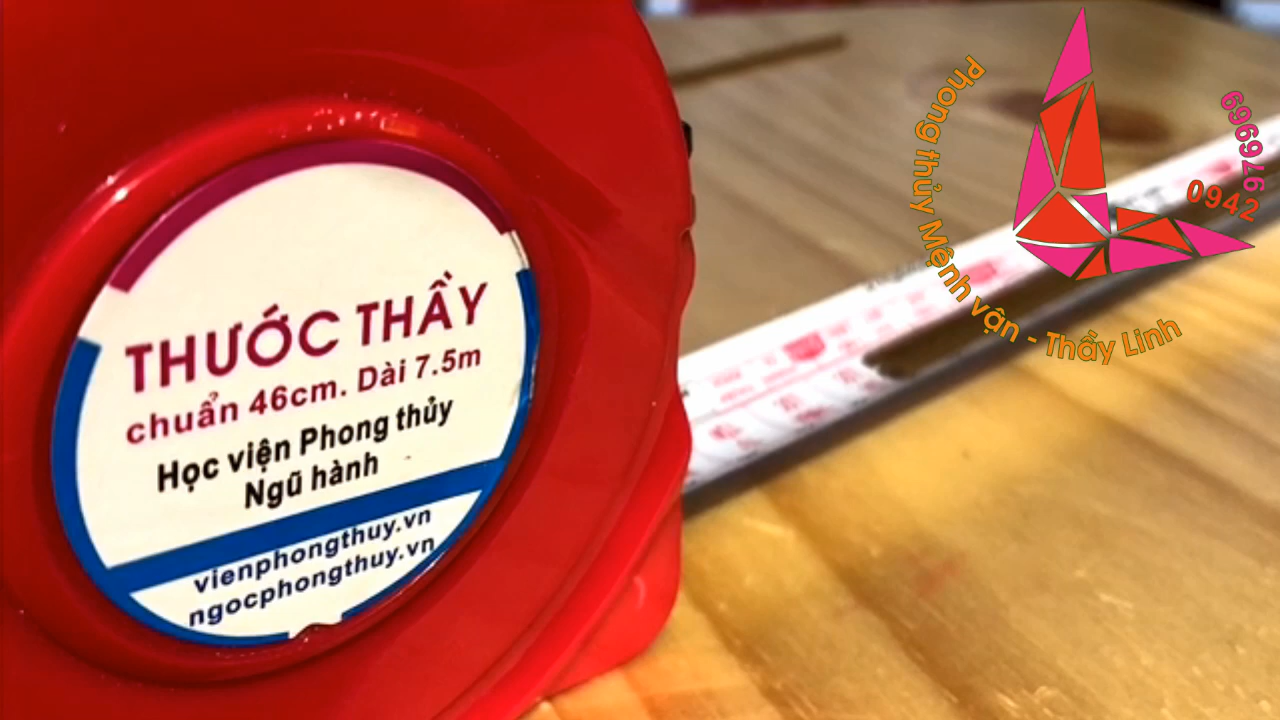 THƯỚC THẦY
chuẩn 46cm. Dài 7.5m
Học viện Phong thủy
Ngũ hành
vienphongthuy.vn
ngocphongthuy.vn
Phong thủy Mệnh vận - Thầy Linh
0942 976969